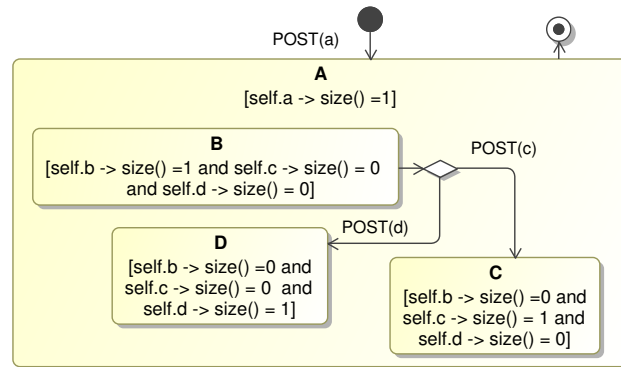 POST(a)
A
[self.a -> size() =1]
B
[self.b -> size() =1 and self.c -> size() = 0
and self.d -> size() = 0]
POST(c)
POST(d)
D
[self.b -> size() =0 and
self.c -> size() = 0 and
self.d -> size() = 1]
C
[self.b -> size() =0 and
self.c -> size() = 1 and
self.d -> size() = 0]